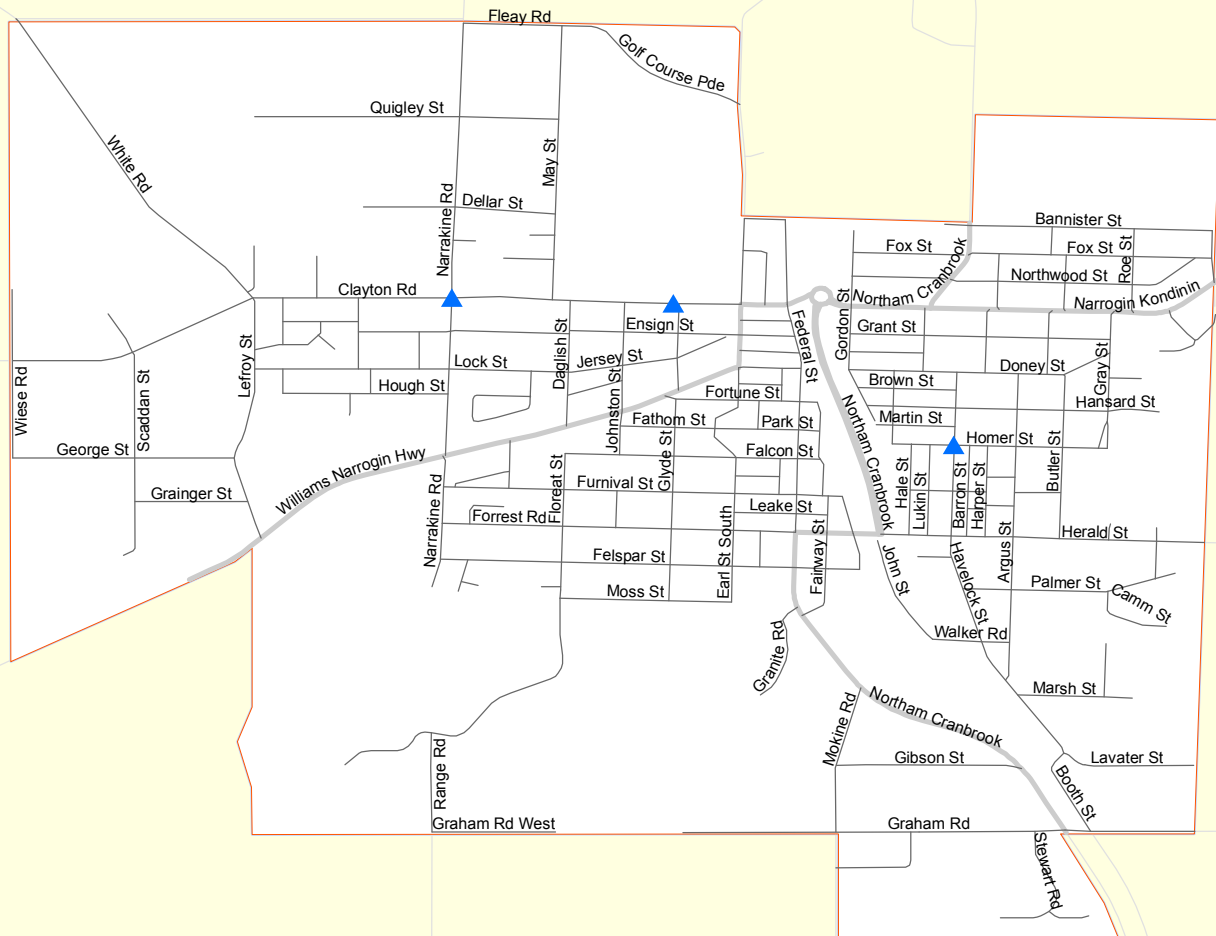 Fleay Rd
Golf Course Pde
Quigley St
White Rd
May St
Dellar St
Narrakine Rd
Bannister St
Fox St
Fox St
Roe St
Northam Cranbrook
Northwood St
Clayton Rd
Narrogin Kondinin
Ensign St
Federal St
Gordon St
Grant St
Lefroy St
Lock St
Daglish St
Jersey St
Doney St
Gray St
Wiese Rd
Scaddan St
Hough St
Johnston St
Fortune St
Brown St
Hansard St
Northam Cranbrook
Fathom St
Park St
Martin St
George St
Williams Narrogin Hwy
Glyde St
Falcon St
Homer St
Butler St
Grainger St
Narrakine Rd
Floreat St
Furnival St
Hale St
Lukin St
Barron St
Harper St
Forrest Rd
Leake St
Earl St South
Fairway St
Argus St
Herald St
Felspar St
John St
Havelock St
Moss St
Palmer St
Camm St
Granite Rd
Walker Rd
Mokine Rd
Northam Cranbrook
Marsh St
Range Rd
Gibson St
Lavater St
Booth St
Graham Rd West
Graham Rd
Stewart Rd